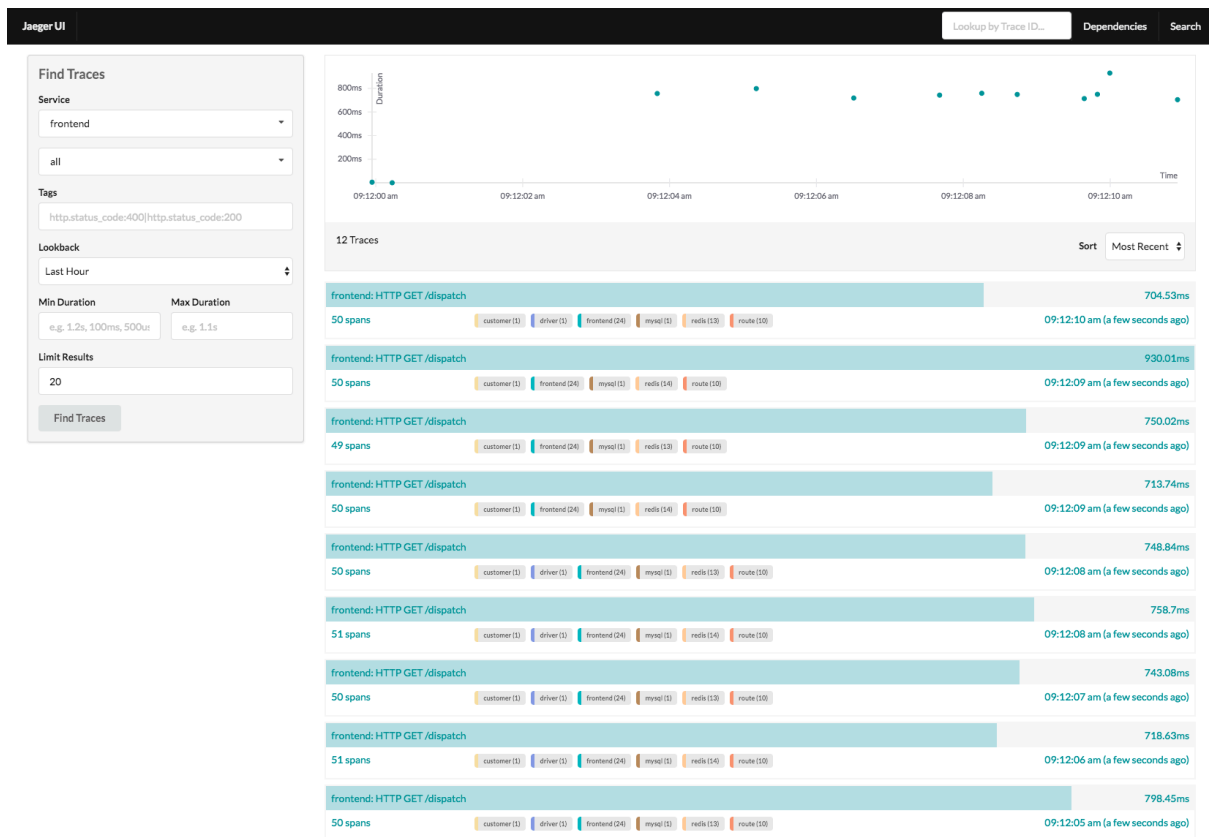 Jaeger UI
Lookup by Trace ID...
Dependencies
Search
Find Traces
Service
frontend
all
Tags
http.status_code:400|http.status_code:200
Lookback
Last Hour
Min Duration Max Duration
e.g. 1.2s, 100ms, 500us e.g. 1.1s
Limit Results
20
Find Traces
Duration
800ms
600ms
400ms
200ms
Time
09:12:00 am 09:12:02 am 09:12:04 am 09:12:06 am 09:12:08 am 09:12:10 am
12 Traces Sort Most Recent
frontend: HTTP GET /dispatch 704.53ms
50 spans customer (1) driver (1) frontend (24) mysql (1) redis (13) route (10) 09:12:10 am (a few seconds ago)
frontend: HTTP GET /dispatch 930.01ms
50 spans customer (1) frontend (24) mysql (1) redis (14) route (10) 09:12:09 am (a few seconds ago)
frontend: HTTP GET /dispatch 750.02ms
49 spans customer (1) frontend (24) mysql (1) redis (13) route (10) 09:12:09 am (a few seconds ago)
frontend: HTTP GET /dispatch 713.74ms
50 spans customer (1) frontend (24) mysql (1) redis (14) route (10) 09:12:09 am (a few seconds ago)
frontend: HTTP GET /dispatch 748.84ms
50 spans customer (1) driver (1) frontend (24) mysql (1) redis (13) route (10) 09:12:08 am (a few seconds ago)
frontend: HTTP GET /dispatch 758.7ms
51 spans customer (1) driver (1) frontend (24) mysql (1) redis (14) route (10) 09:12:08 am (a few seconds ago)
frontend: HTTP GET /dispatch 743.08ms
50 spans customer (1) driver (1) frontend (24) mysql (1) redis (13) route (10) 09:12:07 am (a few seconds ago)
frontend: HTTP GET /dispatch 718.63ms
51 spans customer (1) driver (1) frontend (24) mysql (1) redis (14) route (10) 09:12:06 am (a few seconds ago)
frontend: HTTP GET /dispatch 798.45ms
50 spans customer (1) driver (1) frontend (24) mysql (1) redis (13) route (10) 09:12:05 am (a few seconds ago)